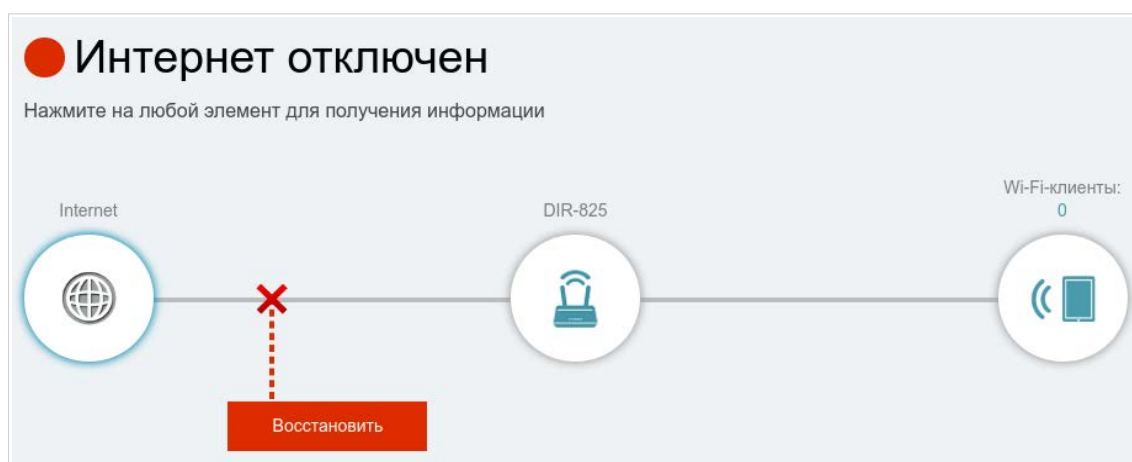 Интернет отключен
Нажмите на любой элемент для получения информации
Internet
DIR-825
Wi-Fi-клиенты:
0
Восстановить